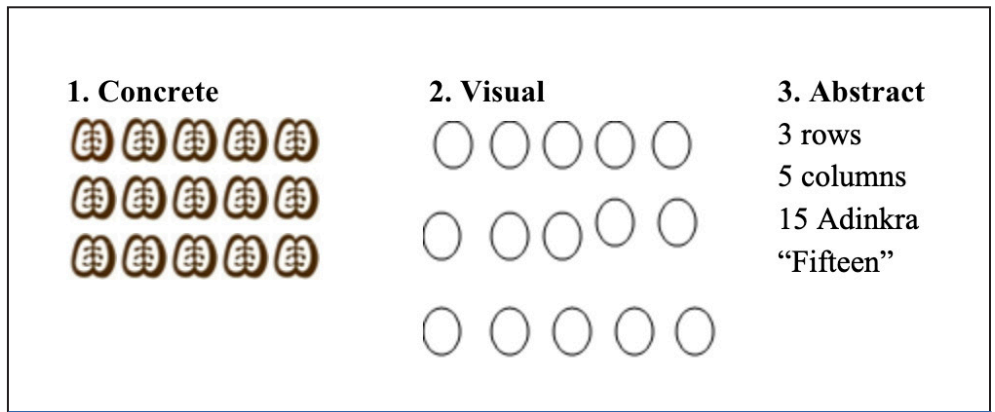 1. Concrete
2. Visual
3. Abstract
3 rows
5 columns
15 Adinkra
“Fifteen”